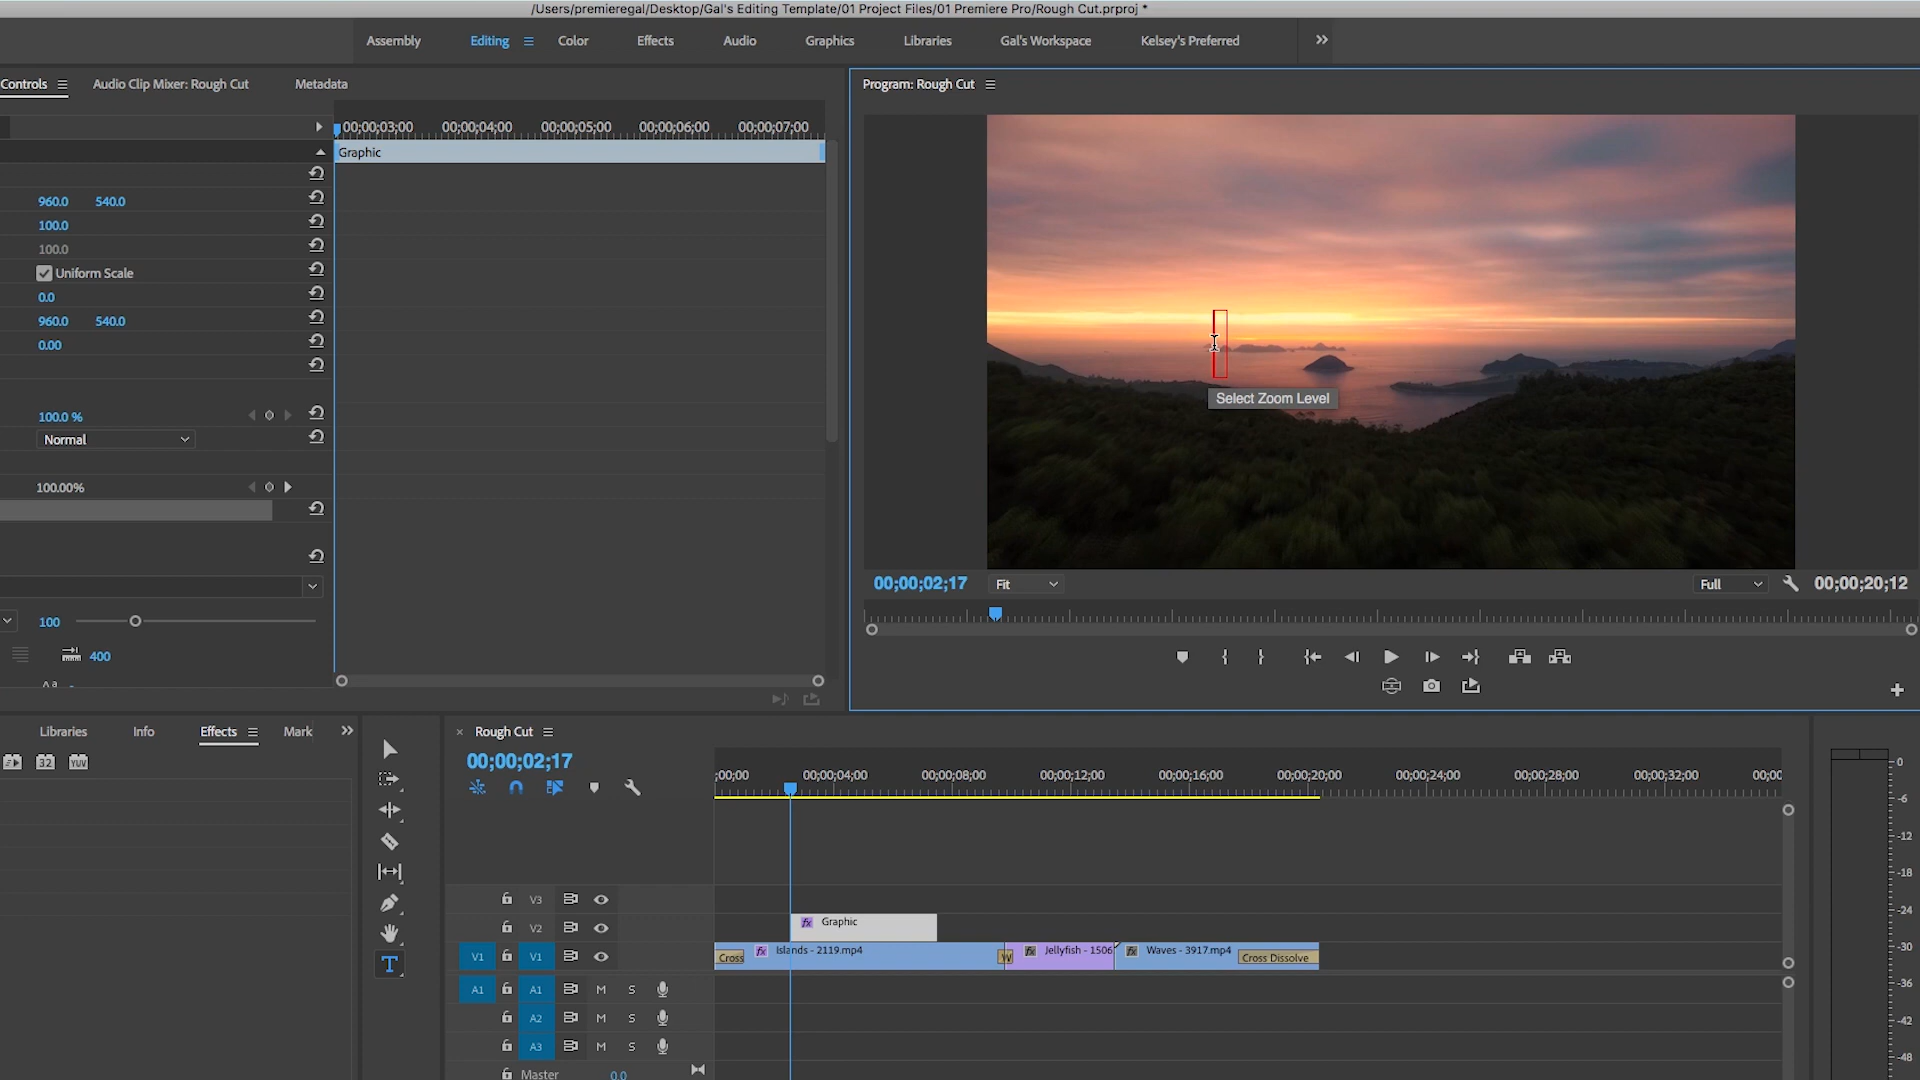 /Users/premieregal/Desktop/Gal's Editing Template/01 Project Files/01 Premiere Pro/Rough Cut.prproj *
Assembly Editing Color Effects Audio Graphics Libraries Gal's Workspace Kelsey's Preferred
Controls Audio Clip Mixer: Rough Cut Metadata
Program: Rough Cut
00;00;03;00 00;00;04;00 00;00;05;00 00;00;06;00 00;00;07;00
Graphic
960.0 540.0
100.0
100.0
Uniform Scale
0.0
960.0 540.0
0.00
100.0 %
Normal
100.00%
100
400
Select Zoom Level
00;00;02;17 Fit Full 00;00;20;12
Libraries Info Effects Mark
32 YUV
Rough Cut
00;00;02;17
;00;00 00;00;04;00 00;00;08;00 00;00;12;00 00;00;16;00 00;00;20;00 00;00;24;00 00;00;28;00 00;00;32;00 00;00
V3
V2 fx Graphic
V1 V1 Cross fx Islands - 2119.mp4 fx Jellyfish - 1506 fx Waves - 3917.mp4 Cross Dissolve
A1 A1 M S
A2 M S
A3 M S
Master 0.0
0
-6
-12
-18
-24
-30
-36
-42
-48